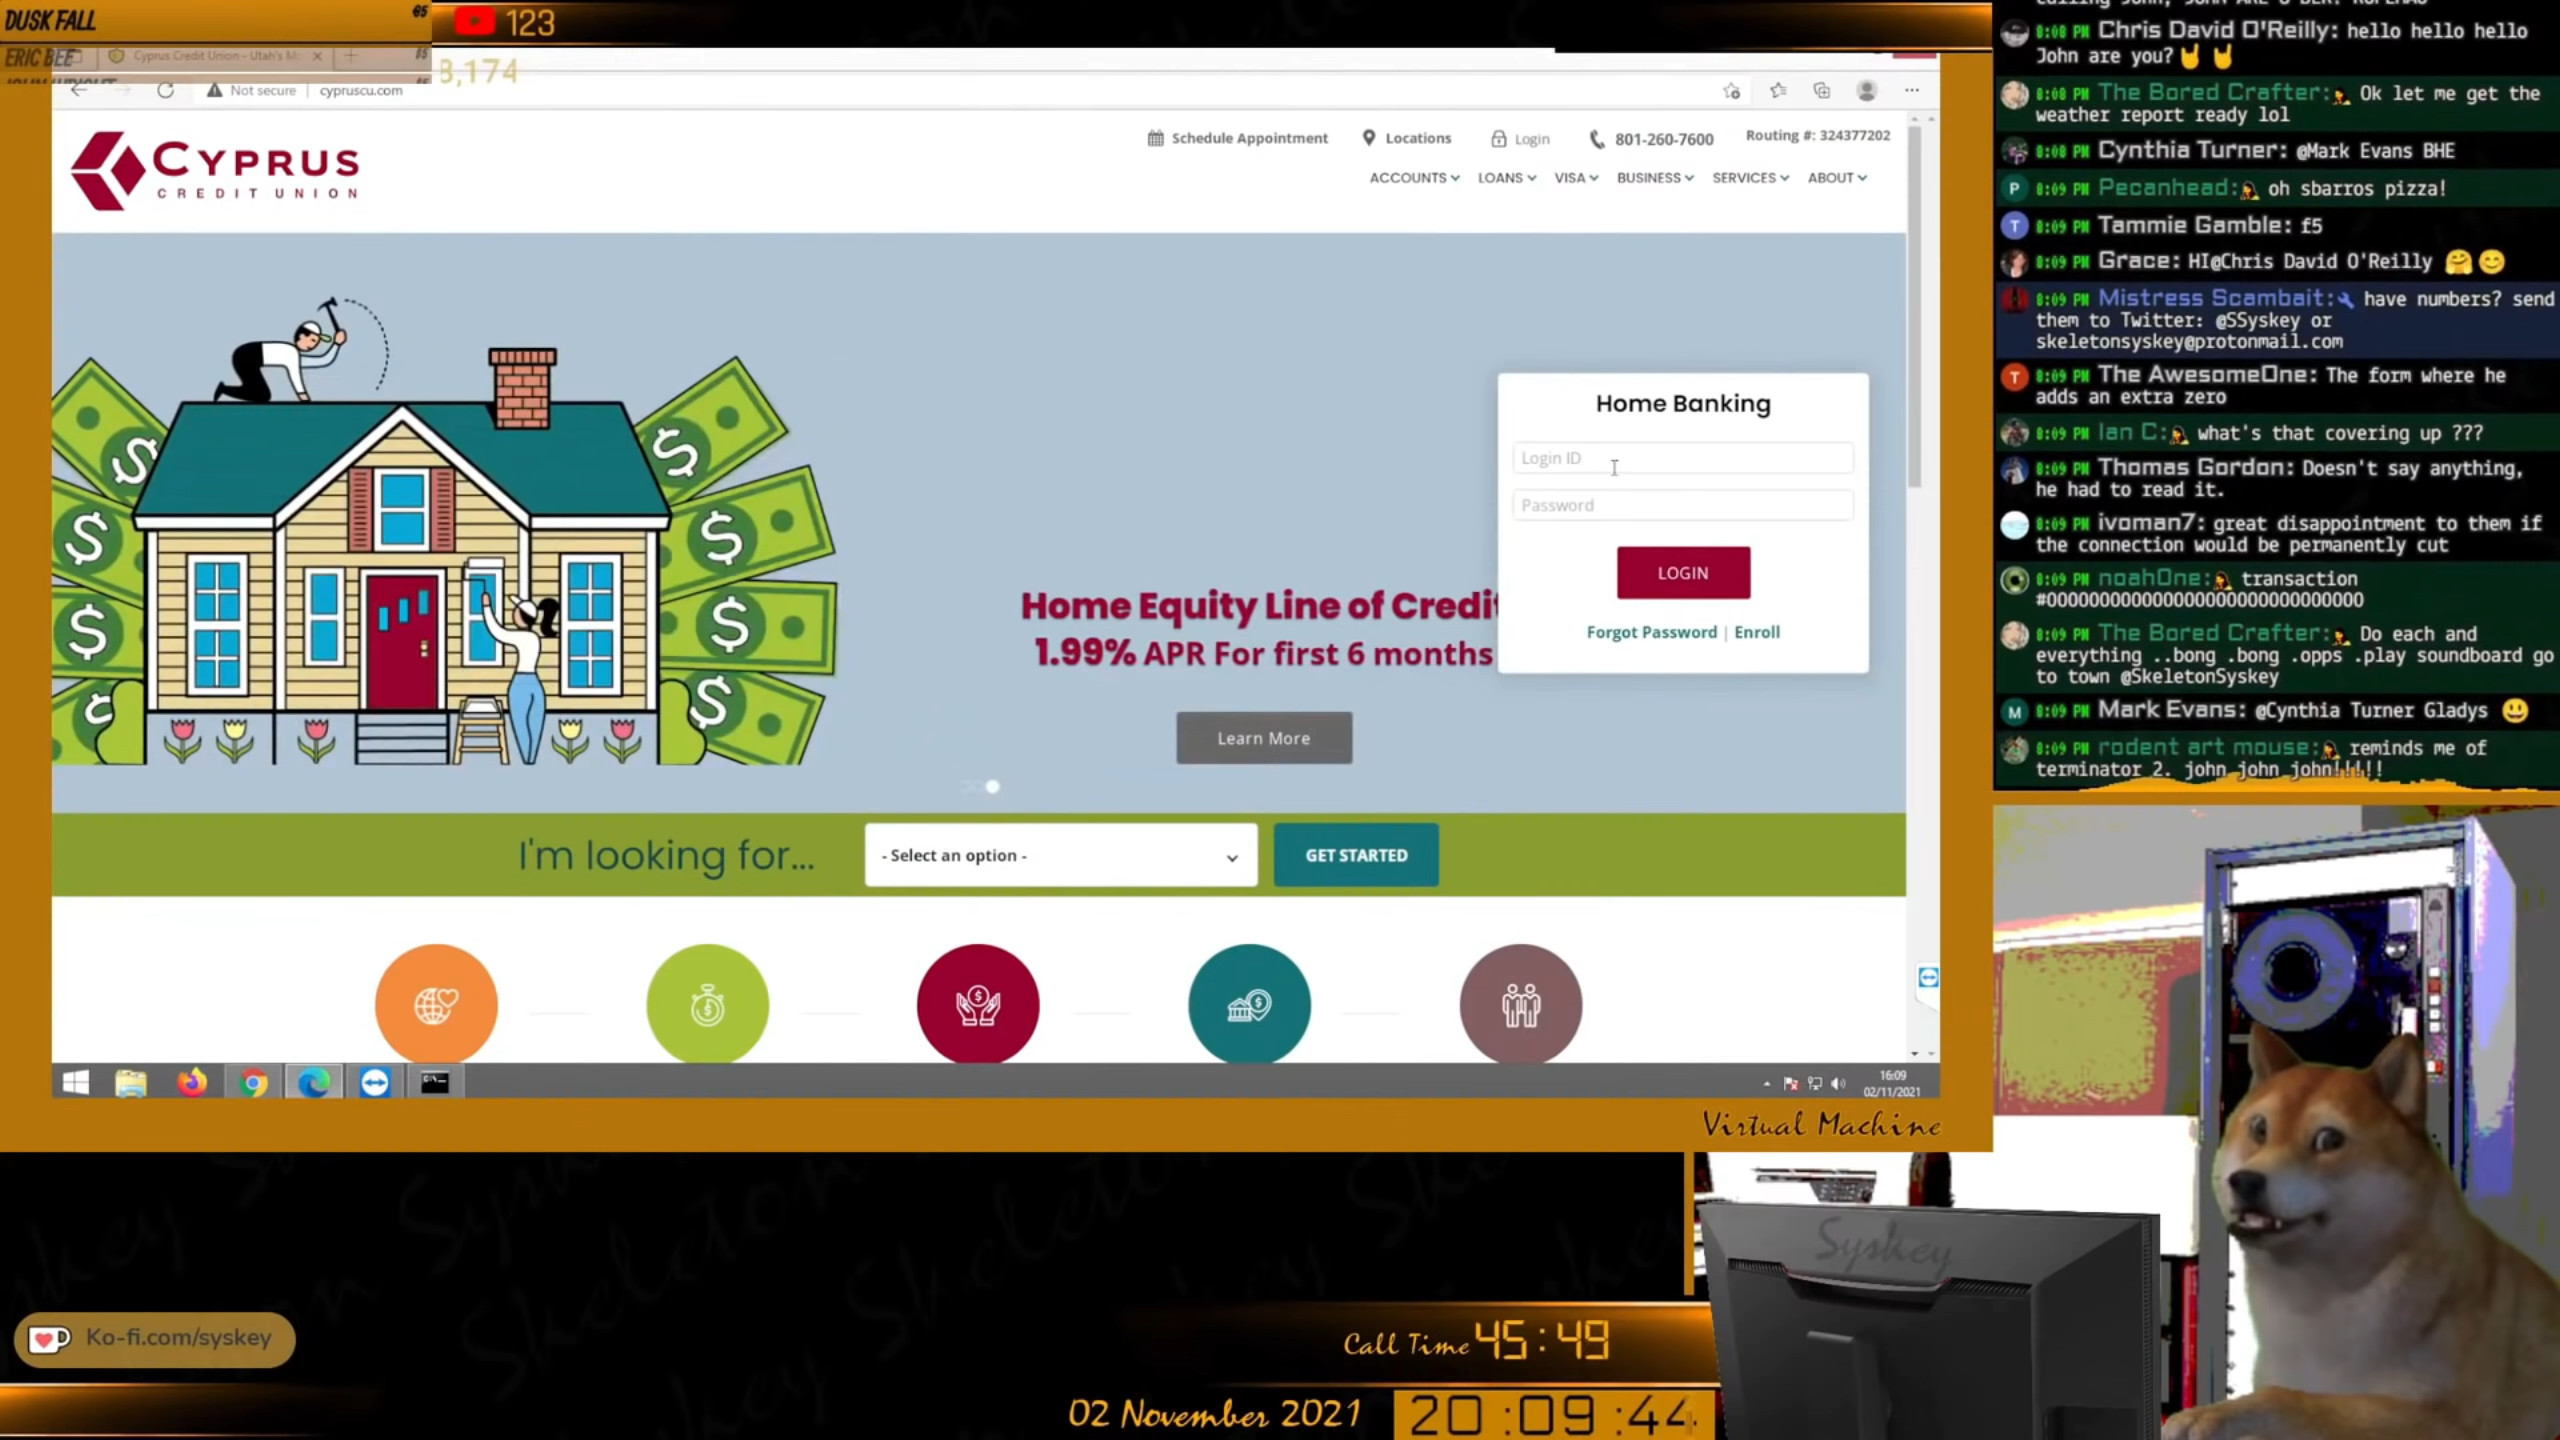 DUSK FALL
65
123
ERIC BEE
Cyprus Credit Union - Utah's M
$5
8,174
Not secure
cypruscu.com
CYPRUS
CREDIT UNION
Schedule Appointment
Locations
Login
801-260-7600
Routing #: 324377202
ACCOUNTS
LOANS
VISA
BUSINESS
SERVICES
ABOUT
Home Banking
Login ID
Password
LOGIN
Forgot Password | Enroll
Home Equity Line of Credit
1.99% APR For first 6 months
Learn More
I'm looking for...
- Select an option -
GET STARTED
16:09
02/11/2021
Virtual Machine
8:08 PM Chris David O'Reilly: hello hello hello
John are you?
8:08 PM The Bored Crafter: Ok let me get the
weather report ready lol
8:08 PM Cynthia Turner: @Mark Evans BHE
P 8:09 PM Pecanhead: oh sbarros pizza!
T 8:09 PM Tammie Gamble: f5
8:09 PM Grace: HI@Chris David O'Reilly
8:09 PM Mistress Scambait: have numbers? send
them to Twitter: @SSyskey or
skeletonsyskey@protonmail.com
T 8:09 PM The AwesomeOne: The form where he
adds an extra zero
8:09 PM Ian C: what's that covering up ???
8:09 PM Thomas Gordon: Doesn't say anything,
he had to read it.
8:09 PM ivoman7: great disappointment to them if
the connection would be permanently cut
8:09 PM noahOne: transaction
8:09 PM The Bored Crafter: Do each and
everything ..bong .bong .opps .play soundboard go
to town @SkeletonSyskey
M 8:09 PM Mark Evans: @Cynthia Turner Gladys
8:09 PM rodent art mouse: reminds me of
terminator 2. john john john!!!!!
Syskey
Ko-fi.com/syskey
Call Time 45:49
02 November 2021
20:09:44